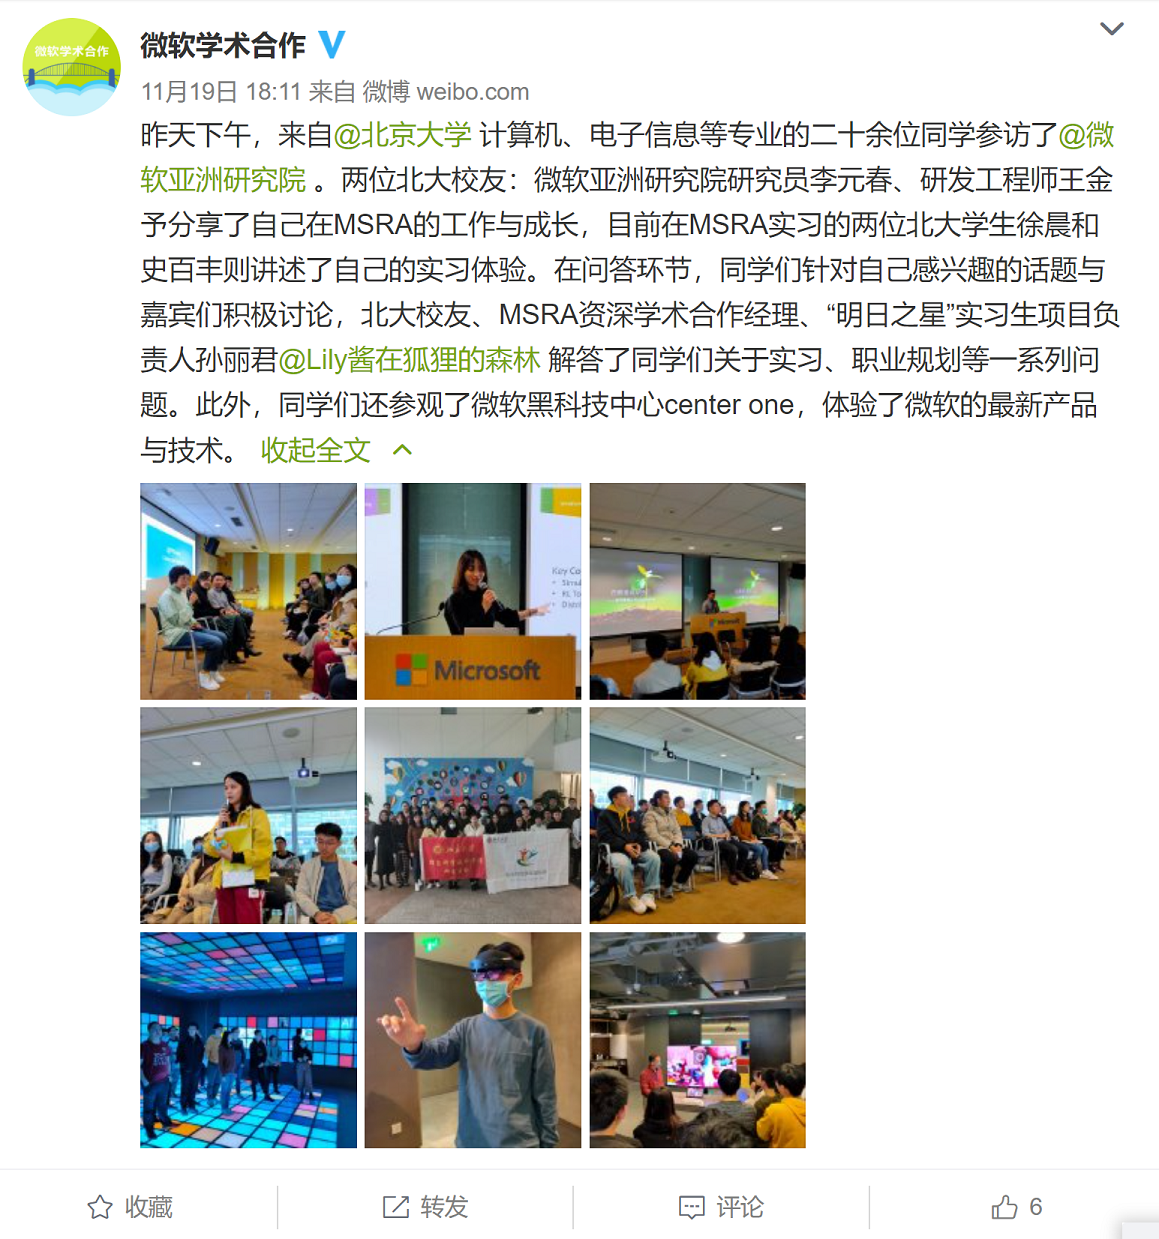 微软学术合作
微软学术合作 V
11月19日 18:11 来自 微博 weibo.com
昨天下午，来自@北京大学 计算机、电子信息等专业的二十余位同学参访了@微
软亚洲研究院 。两位北大校友：微软亚洲研究院研究员李元春、研发工程师王金
予分享了自己在MSRA的工作与成长，目前在MSRA实习的两位北大学生徐晨和
史百丰则讲述了自己的实习体验。在问答环节，同学们针对自己感兴趣的话题与
嘉宾们积极讨论，北大校友、MSRA资深学术合作经理、“明日之星”实习生项目负
责人孙丽君@Lily酱在狐狸的森林 解答了同学们关于实习、职业规划等一系列问
题。此外，同学们还参观了微软黑科技中心center one，体验了微软的最新产品
与技术。 收起全文
Key Co
Simul
RL To
Distri
Microsoft
Microsoft
收藏
转发
评论
6